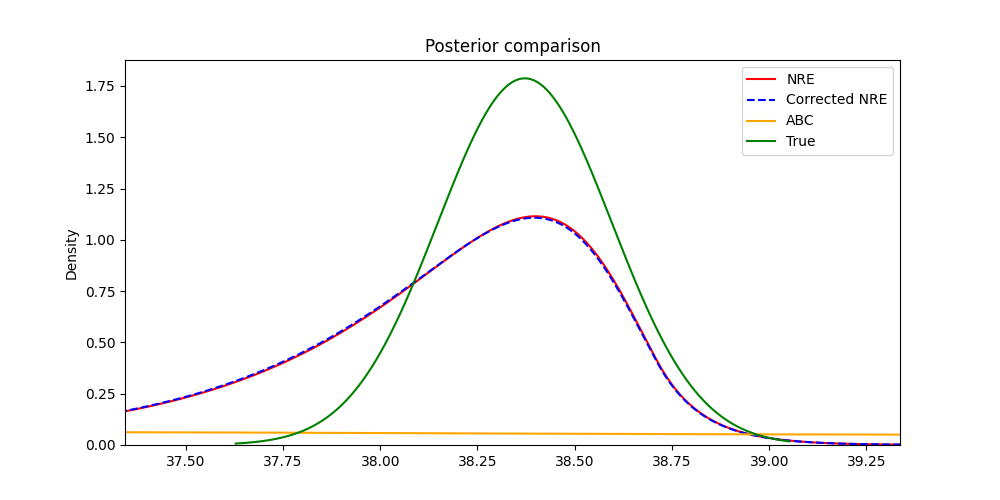 Posterior comparison
NRE
Corrected NRE
ABC
True
Density
1.75
1.50
1.25
1.00
0.75
0.50
0.25
0.00
37.50 37.75 38.00 38.25 38.50 38.75 39.00 39.25